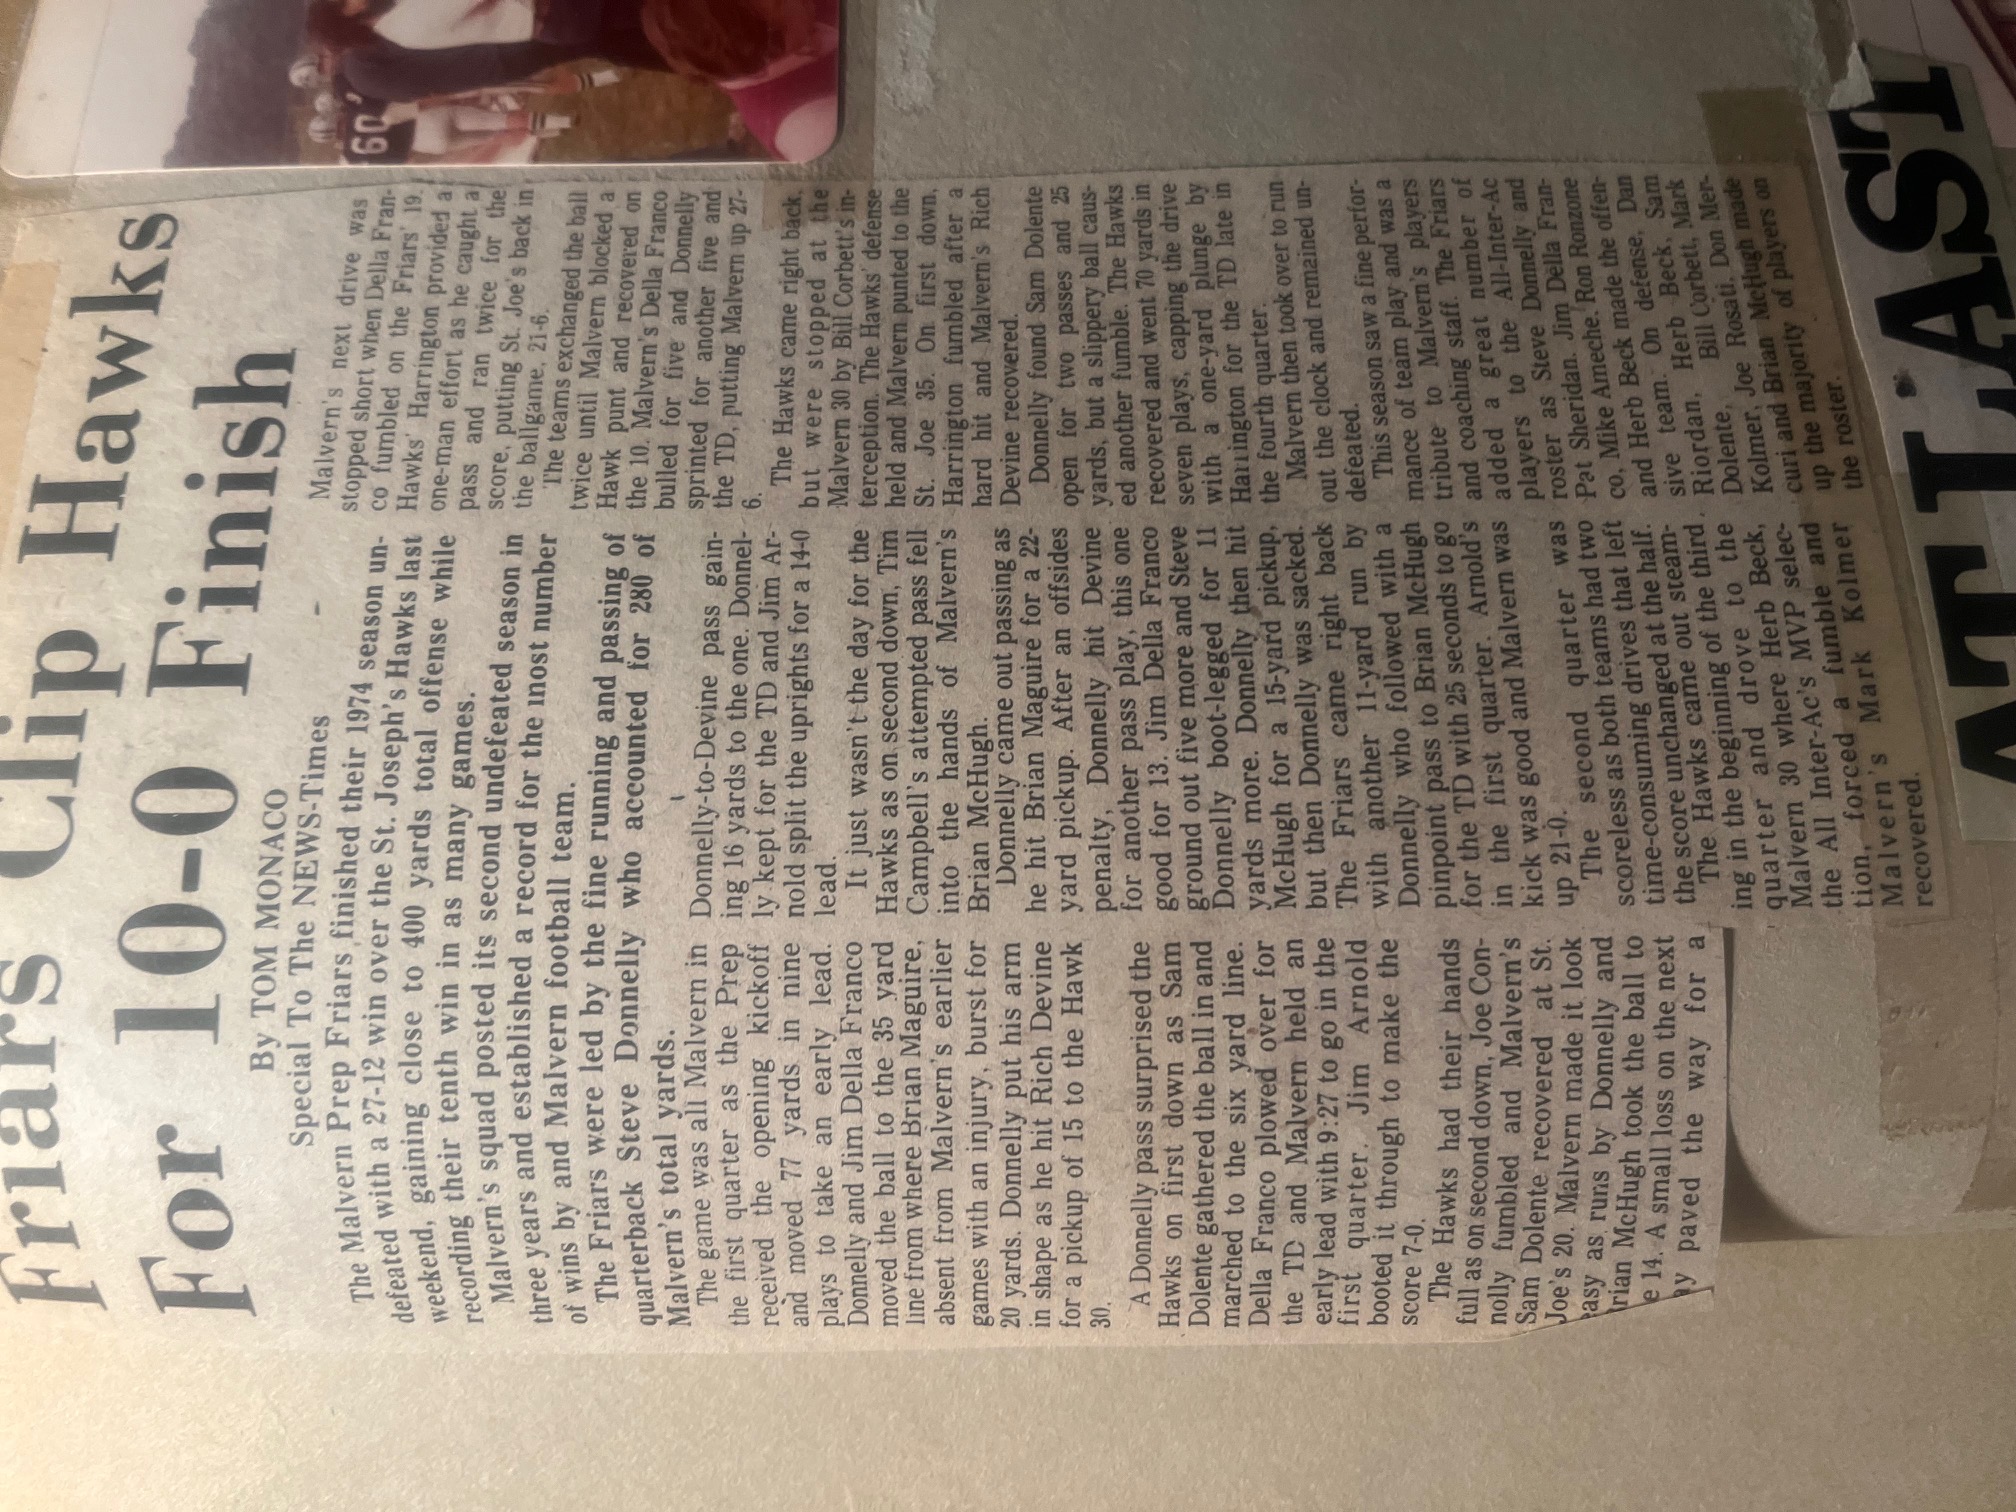 Friars Clip Hawks
For 10-0 Finish
By TOM MONACO
Special To The NEWS-Times
The Malvern Prep Friars finished their 1974 season un-
defeated with a 27-12 win over the St. Joseph's Hawks last
weekend, gaining close to 400 yards total offense while
recording their tenth win in as many games.
Malvern's squad posted its second undefeated season in
three years and established a record for the most number
of wins by and Malvern football team.
The Friars were led by the fine running and passing of
quarterback Steve Donnelly who accounted for 280 of
Malvern's total yards.
The game was all Malvern in
the first quarter as the Prep
received the opening kickoff
and moved 77 yards in nine
plays to take an early lead.
Donnelly and Jim Della Franco
moved the ball to the 35 yard
line from where Brian Maguire,
absent from Malvern's earlier
games with an injury, burst for
20 yards. Donnelly put his arm
in shape as he hit Rich Devine
for a pickup of 15 to the Hawk
30.
A Donnelly pass surprised the
Hawks on first down as Sam
Dolente gathered the ball in and
marched to the six yard line.
Della Franco plowed over for
the TD and Malvern held an
early lead with 9:27 to go in the
first quarter. Jim Arnold
booted it through to make the
score 7-0.
The Hawks had their hands
full as on second down, Joe Con-
nolly fumbled and Malvern's
Sam Dolente recovered at St.
Joe's 20. Malvern made it look
easy as runs by Donnelly and
Brian McHugh took the ball to
e 14. A small loss on the next
ay paved the way for a
Donnelly-to-Devine pass gain-
ing 16 yards to the one. Donnel-
ly kept for the TD and Jim Ar-
nold split the uprights for a 14-0
lead.
It just wasn't the day for the
Hawks as on second down, Tim
Campbell's attempted pass fell
into the hands of Malvern's
Brian McHugh.
Donnelly came out passing as
he hit Brian Maguire for a 22-
yard pickup. After an offsides
penalty, Donnelly hit Devine
for another pass play, this one
good for 13. Jim Della Franco
ground out five more and Steve
Donnelly boot-legged for 11
yards more. Donnelly then hit
McHugh for a 15-yard pickup,
but then Donnelly was sacked.
The Friars came right back
with another 11-yard run by
Donnelly who followed with a
pinpoint pass to Brian McHugh
for the TD with 25 seconds to go
in the first quarter. Arnold's
kick was good and Malvern was
up 21-0.
The second quarter was
scoreless as both teams had two
time-consuming drives that left
the score unchanged at the half.
The Hawks came out steam-
ing in the beginning of the third
quarter and drove to the
Malvern 30 where Herb Beck,
the All Inter-Ac's MVP selec-
tion, forced a fumble and
Malvern's Mark Kolmer
recovered.
Malvern's next drive was
stopped short when Della Fran-
co fumbled on the Friars' 19.
Hawks' Harrington provided a
one-man effort as he caught a
pass and ran twice for the
score, putting St. Joe's back in
the ballgame, 21-6.
The teams exchanged the ball
twice until Malvern blocked a
Hawk punt and recovered on
the 10. Malvern's Della Franco
bulled for five and Donnelly
sprinted for another five and
the TD, putting Malvern up 27-
6.
The Hawks came right back,
but were stopped at the
Malvern 30 by Bill Corbett's in-
terception. The Hawks' defense
held and Malvern punted to the
St. Joe 35. On first down,
Harrington fumbled after a
hard hit and Malvern's Rich
Devine recovered.
Donnelly found Sam Dolente
open for two passes and 25
yards, but a slippery ball caus-
ed another fumble. The Hawks
recovered and went 70 yards in
seven plays, capping the drive
with a one-yard plunge by
Harrington for the TD late in
the fourth quarter.
Malvern then took over to run
out the clock and remained un-
defeated.
This season saw a fine perfor-
mance of team play and was a
tribute to Malvern's players
and coaching staff. The Friars
added a great number of
players to the All-Inter-Ac
roster as Steve Donnelly and
Pat Sheridan. Jim Della Fran-
co, Mike Ameche. Ron Ronzone
and Herb Beck made the offen-
sive team. On defense, Dan
Riordan, Herb Beck, Sam
Dolente, Bill Corbett, Mark
Kolmer, Joe Rosati. Don Mer-
curi and Brian McHugh made
up the majority of players on
the roster.
60
AT LAST